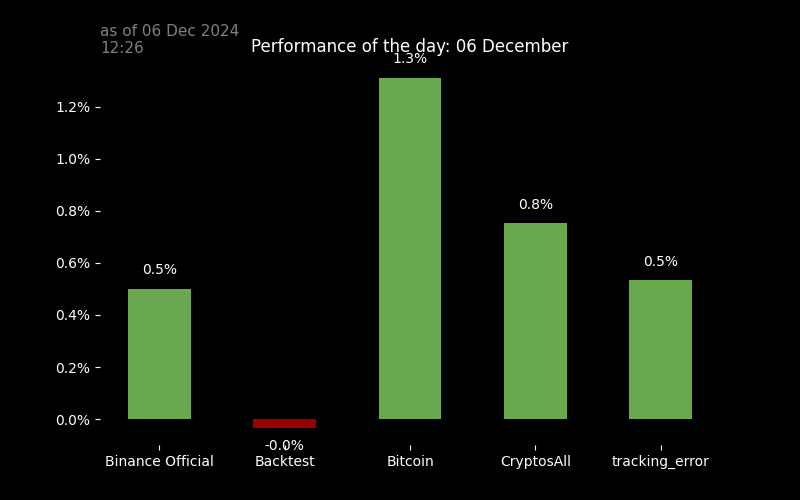 as of 06 Dec 2024
12:26
Performance of the day: 06 December
1.3%
1.2%
1.0%
0.8%
0.8%
0.6%
0.5%
0.5%
0.4%
0.2%
0.0%
-0.0%
Binance Official
Backtest
Bitcoin
CryptosAll
tracking_error